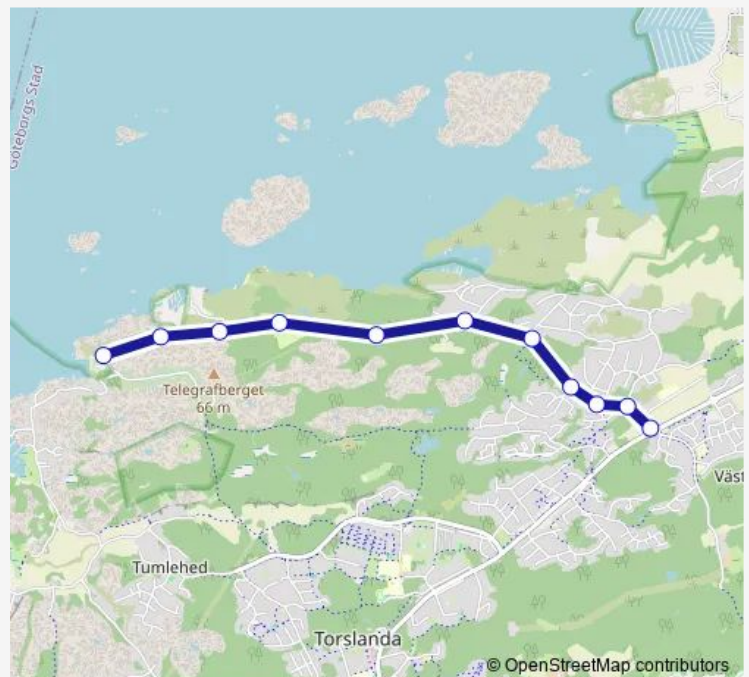 Göteborgs Stad
Telegrafberget
66 m
Väst
Tumlehed
Torslanda
© OpenStreetMap contributors